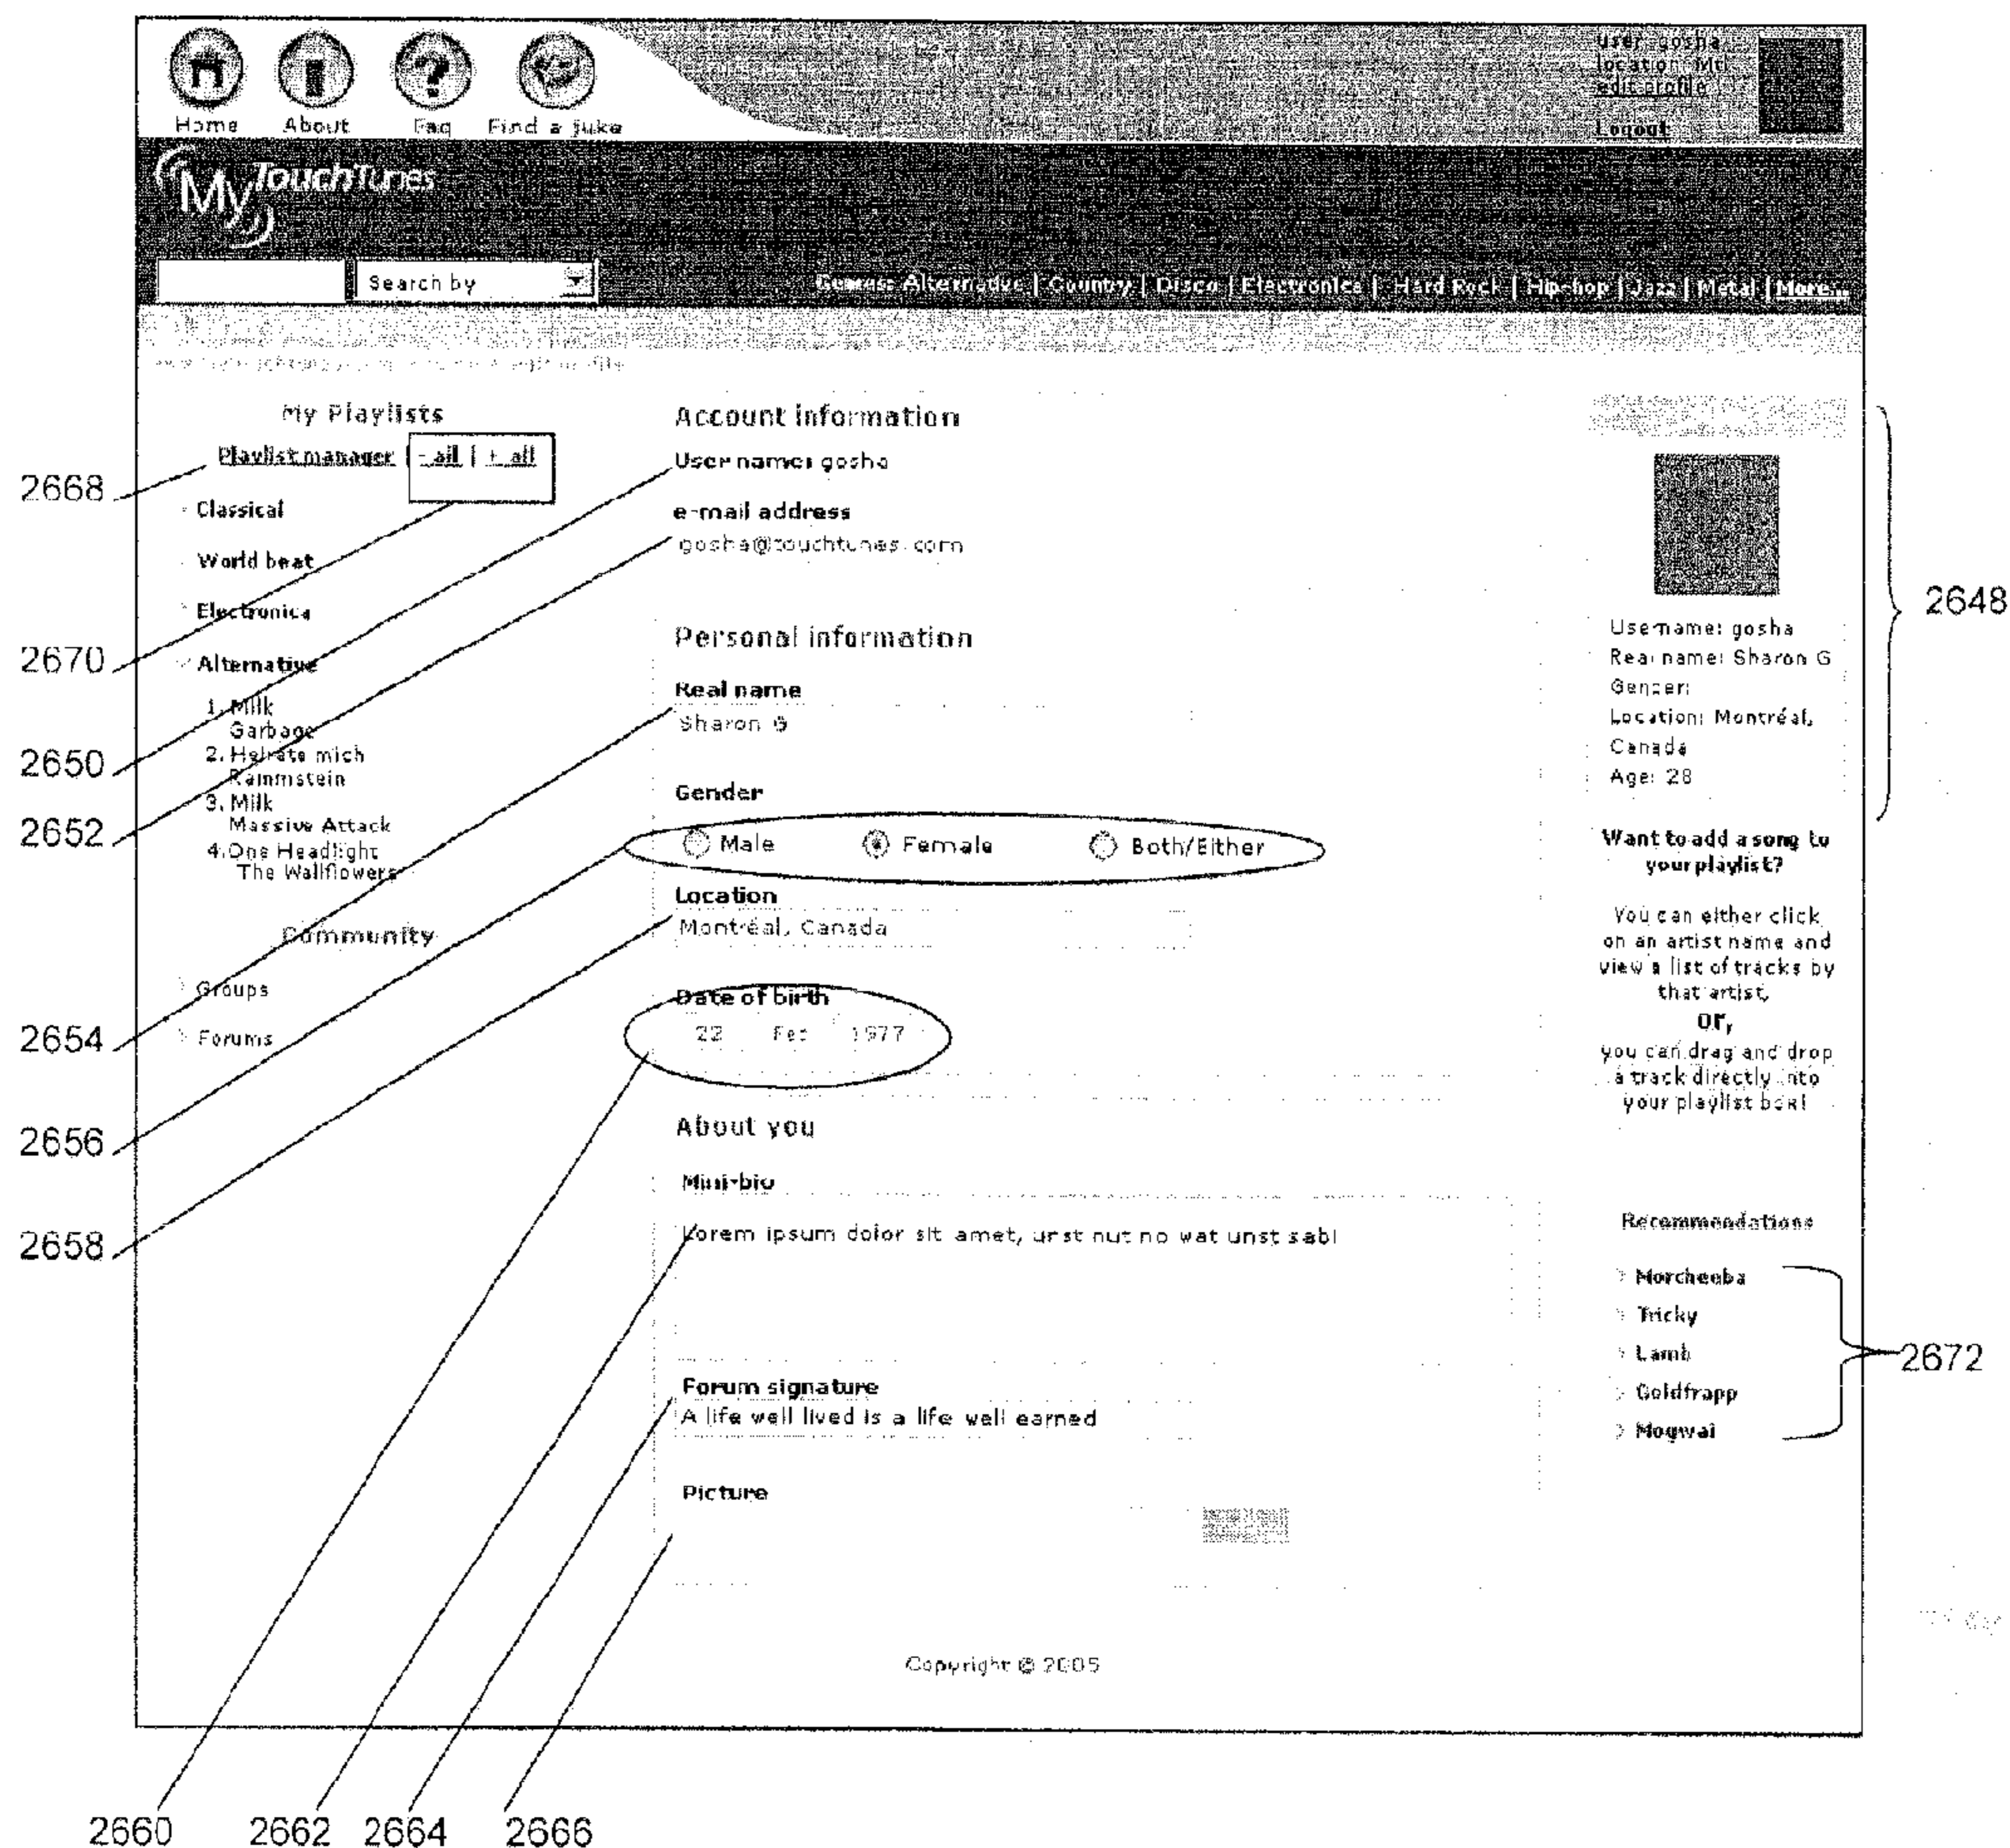 Home About Faq Find a juke
user: gosha
location: Mtl
edit profile
Logout
My TouchTunes
Search by
Genres: Alternative | Country | Disco | Electronica | Hard Rock | Hip-hop | Jazz | Metal | More...
My Playlists
Playlist manager | - all | + all
Classical
World beat
Electronica
Alternative
1. Milk
Garbage
2. Heirate mich
Rammstein
3. Milk
Massive Attack
4. One Headlight
The Wallflowers
Community
Groups
Forums
Account information
User name: gosha
e-mail address
gosha@touchtunes.com
Personal information
Real name
Sharon G
Gender
Male Female Both/Either
Location
Montréal, Canada
Date of birth
22 Feb 1977
About you
Mini-bio
Lorem ipsum dolor sit amet, unst nut no wat unst sabi
Forum signature
A life well lived is a life well earned
Picture
Username: gosha
Real name: Sharon G
Gender:
Location: Montréal,
Canada
Age: 28
Want to add a song to
your playlist?
You can either click
on an artist name and
view a list of tracks by
that artist,
or,
you can drag and drop
a track directly into
your playlist box!
Recommendations
Morcheeba
Tricky
Lamb
Goldfrapp
Mogwai
Copyright © 2005
2668
2670
2650
2652
2654
2656
2658
2660 2662 2664 2666
2648
2672